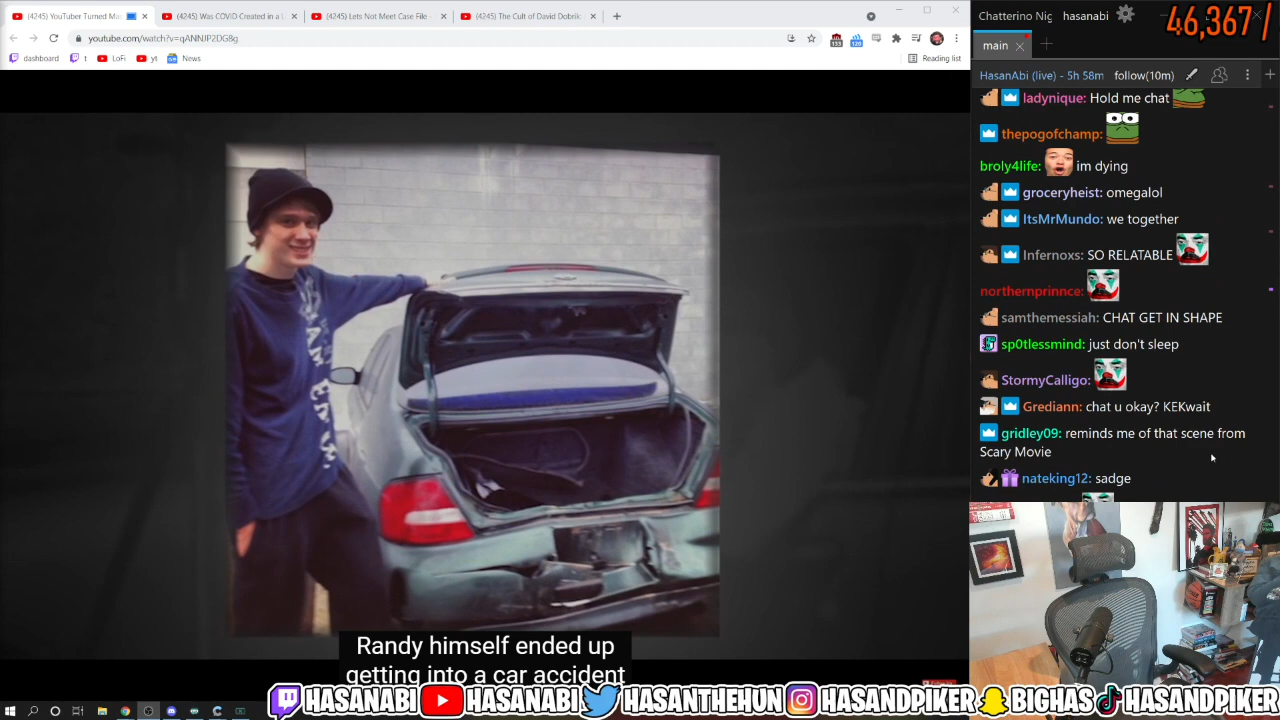 (4245) YouTuber Turned Ma
(4245) Was COVID Created in a L
(4245) Lets Not Meet Case File -
(4245) The Cult of David Dobrik:
Chatterino Nig
hasanabi
46,367 /
youtube.com/watch?v=qANNJP2DG8g
main
dashboard
t
LoFi
yt
News
Reading list
HasanAbi (live) - 5h 58m
follow(10m)
ladynique: Hold me chat
thepogofchamp:
broly4life: im dying
groceryheist: omegalol
ItsMrMundo: we together
Infernoxs: SO RELATABLE
northernprinnce:
samthemessiah: CHAT GET IN SHAPE
sp0tlessmind: just don't sleep
StormyCalligo:
Grediann: chat u okay? KEKwait
gridley09: reminds me of that scene from
Scary Movie
nateking12: sadge
Randy himself ended up
getting into a car accident
HASANABI
HASANABI
HASANTHEHUN
HASANDPIKER
BIGHAS
HASANDPIKER